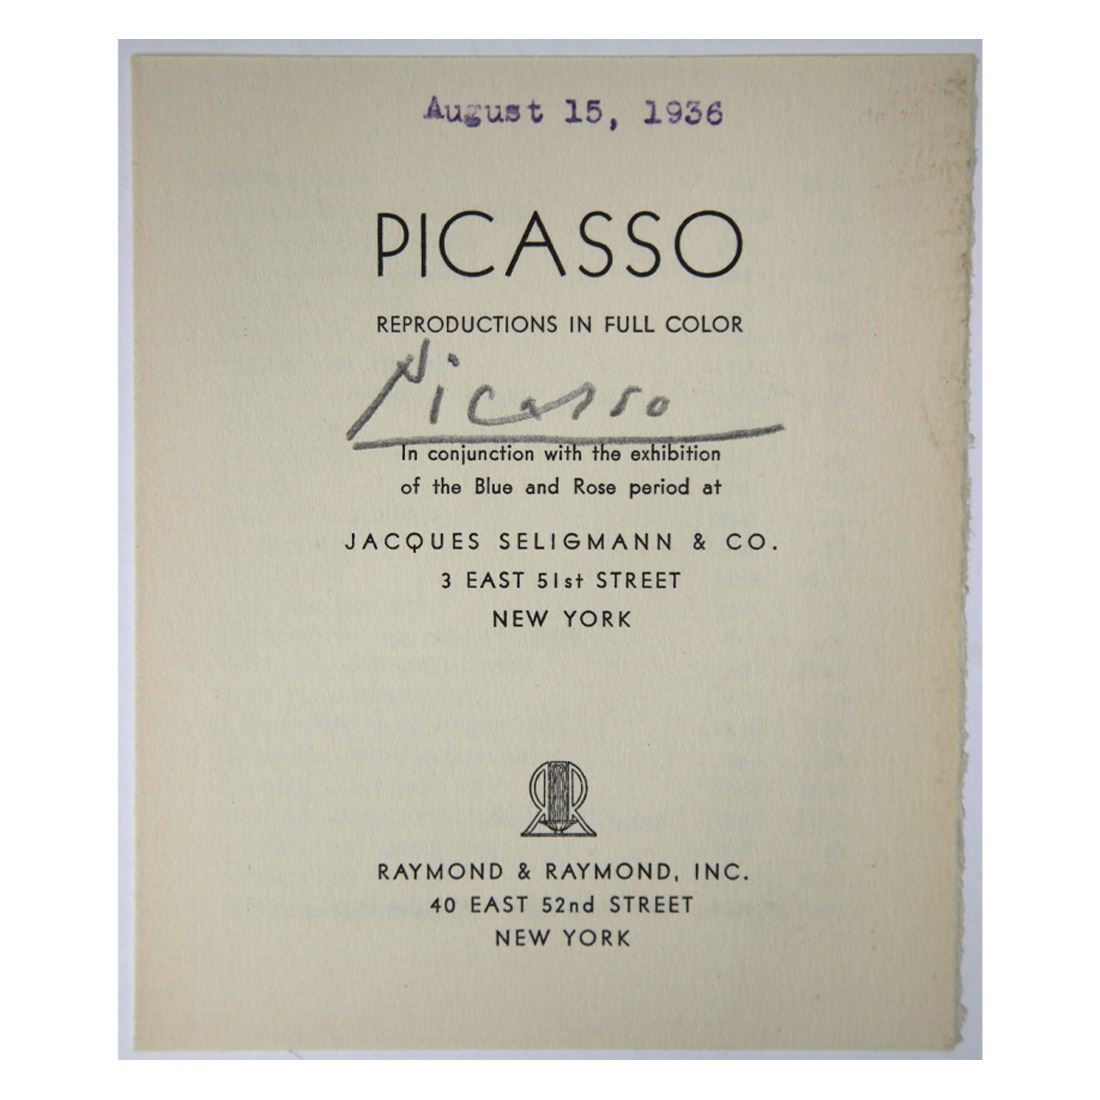 August 15, 1936
PICASSO
REPRODUCTIONS IN FULL COLOR
Picasso
In conjunction with the exhibition
of the Blue and Rose period at
JACQUES SELIGMANN & CO.
3 EAST 51st STREET
NEW YORK
RAYMOND & RAYMOND, INC.
40 EAST 52nd STREET
NEW YORK